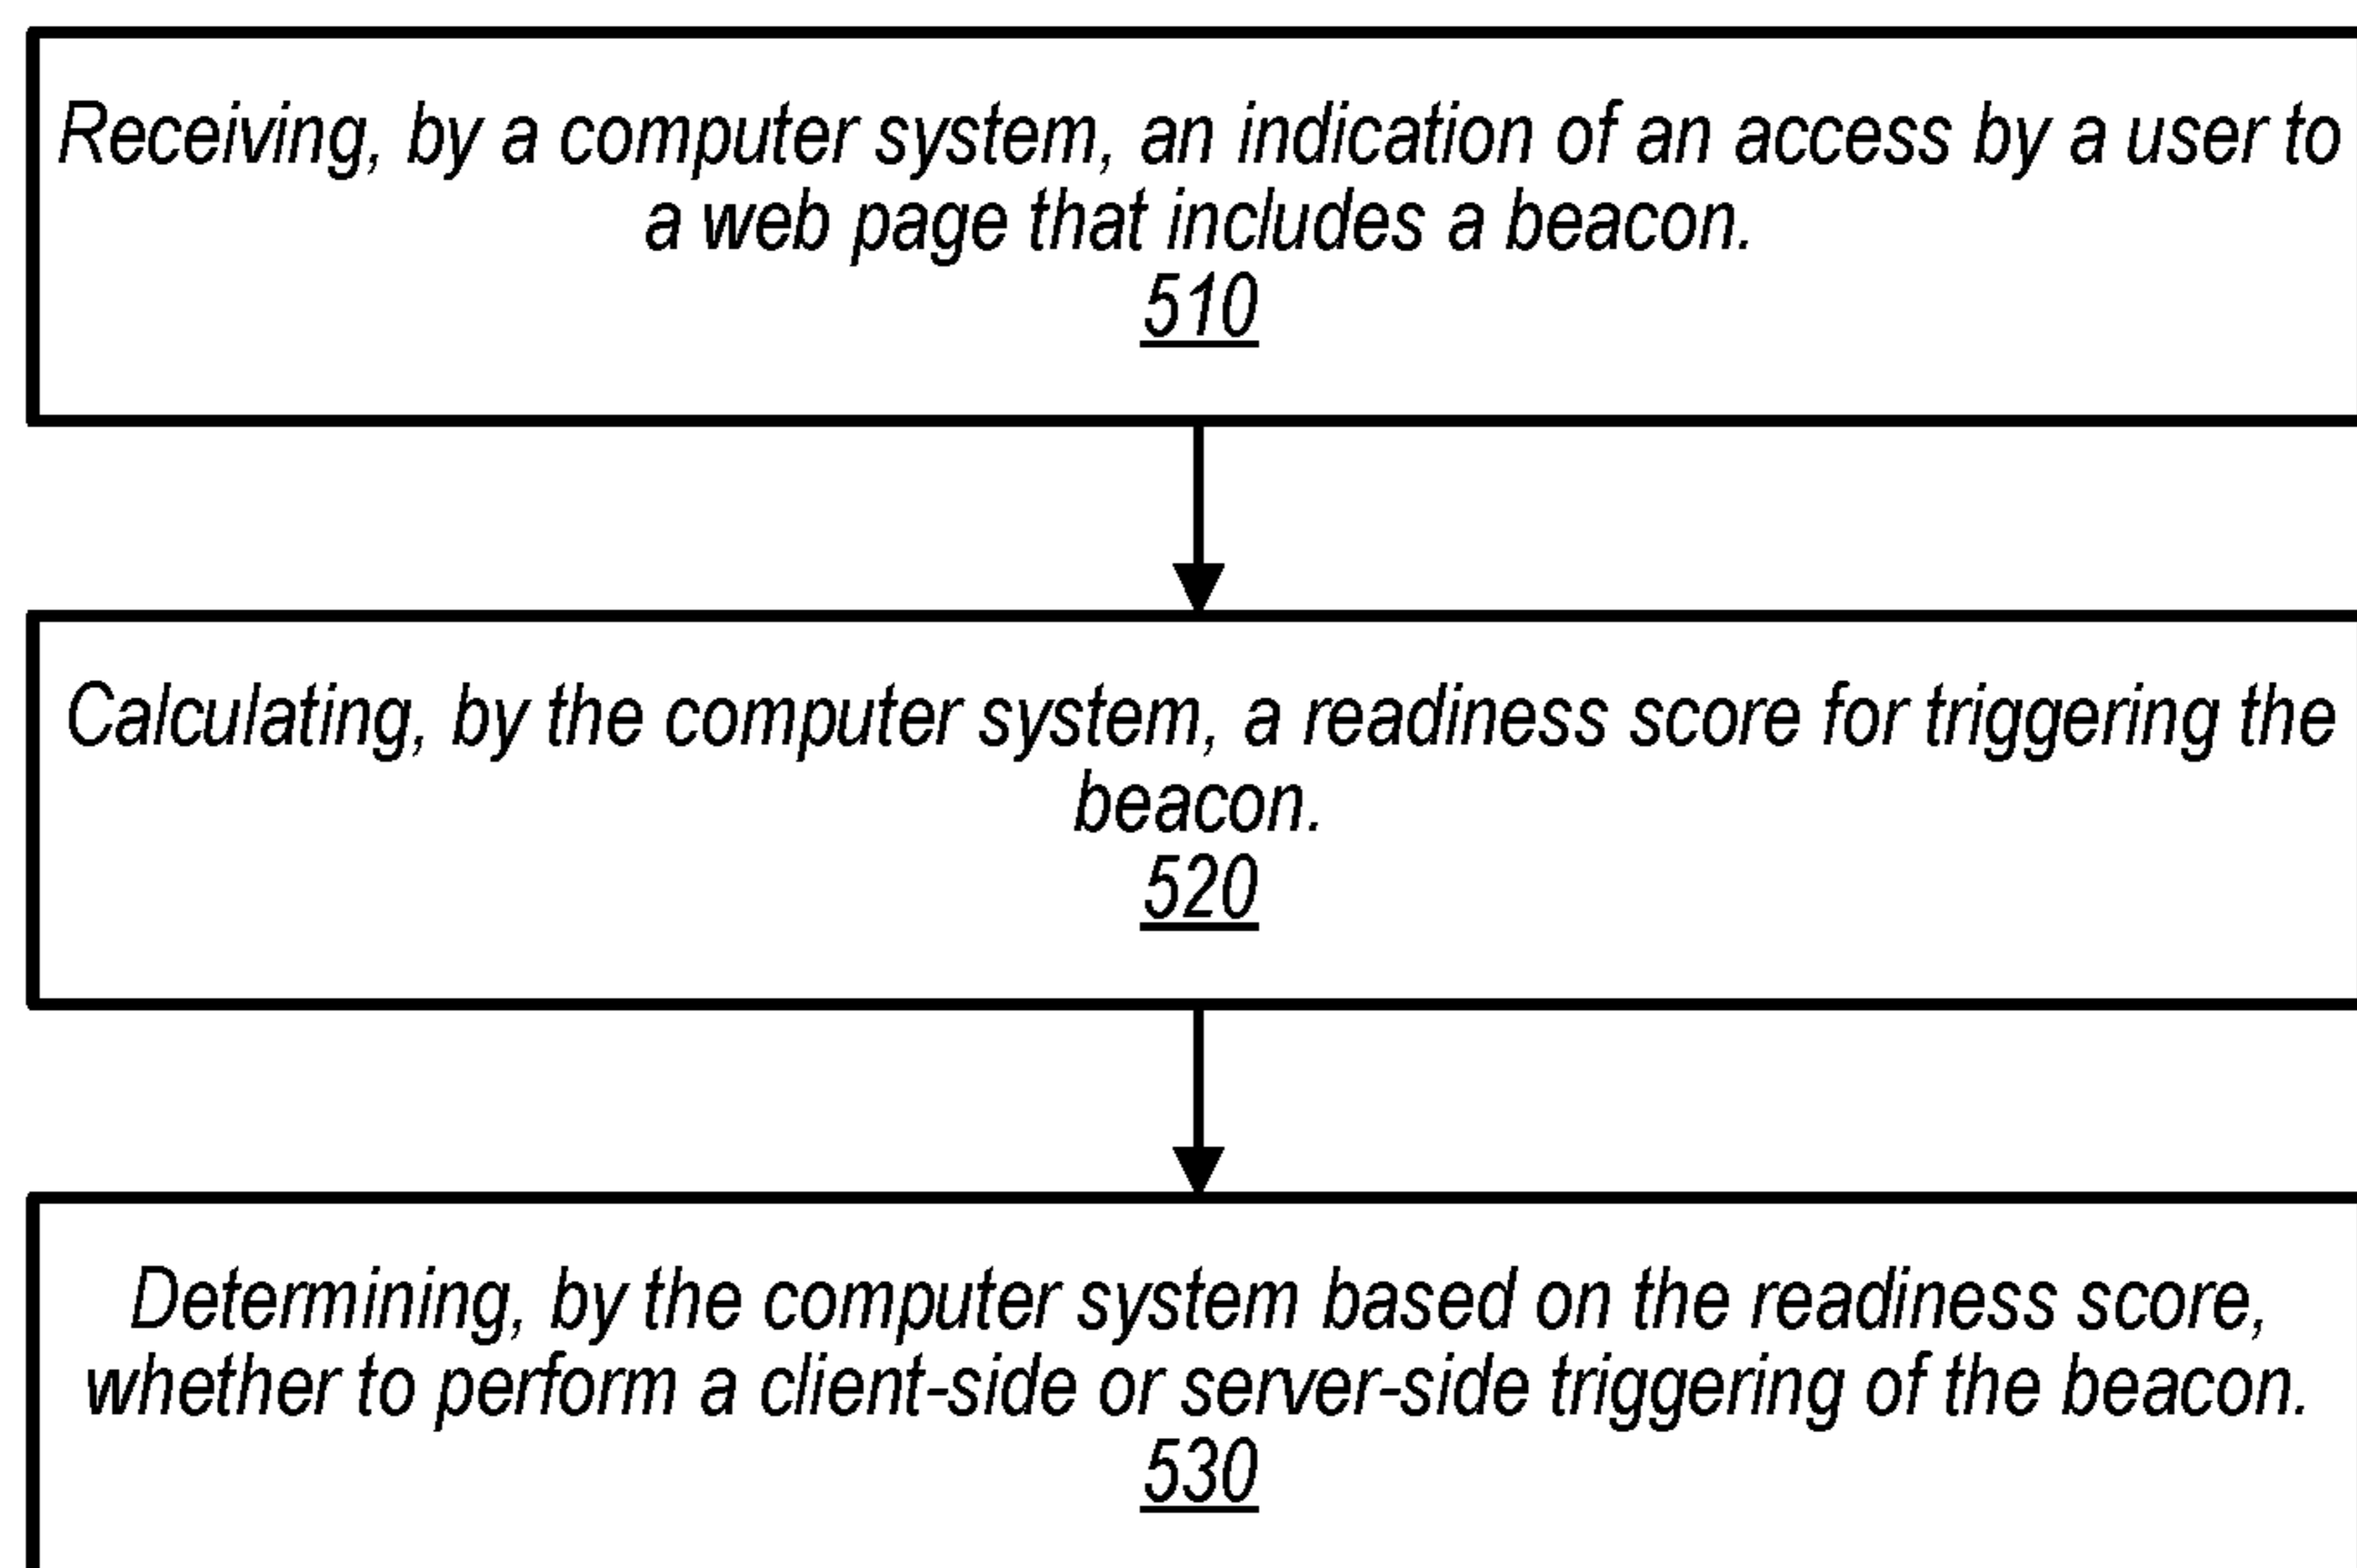 Receiving, by a computer system, an indication of an access by a user to
a web page that includes a beacon.
510
Calculating, by the computer system, a readiness score for triggering the
beacon.
520
Determining, by the computer system based on the readiness score,
whether to perform a client-side or server-side triggering of the beacon.
530